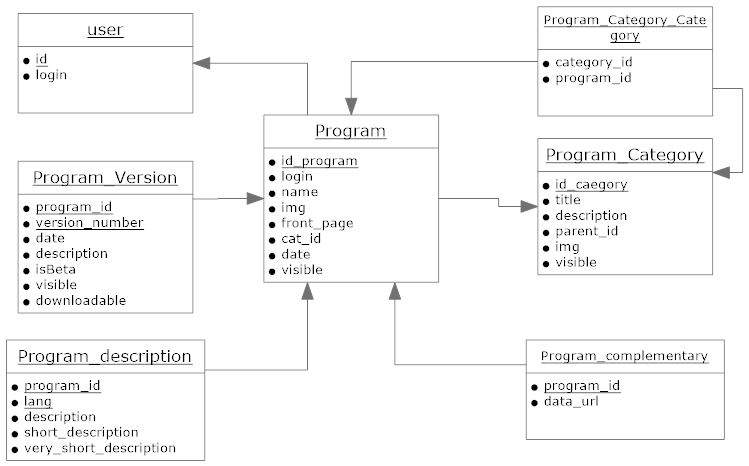 user
id
login
Program_Category_Cate
gory
category_id
program_id
Program
id_program
login
name
img
front_page
cat_id
date
visible
Program_Category
id_caegory
title
description
parent_id
img
visible
Program_Version
program_id
version_number
date
description
isBeta
visible
downloadable
Program_description
program_id
lang
description
short_description
very_short_description
Program_complementary
program_id
data_url